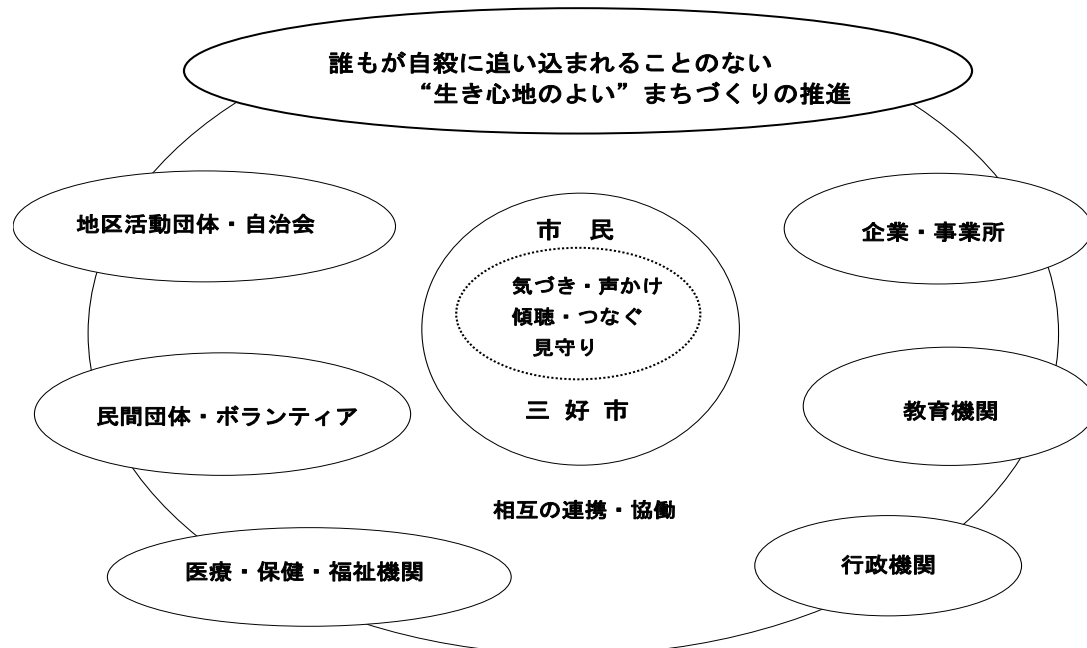 誰もが自殺に追い込まれることのない
“生き心地のよい”まちづくりの推進
地区活動団体・自治会
企業・事業所
市 民
気づき・声かけ
傾聴・つなぐ
見守り
三 好 市
民間団体・ボランティア
教育機関
相互の連携・協働
医療・保健・福祉機関
行政機関